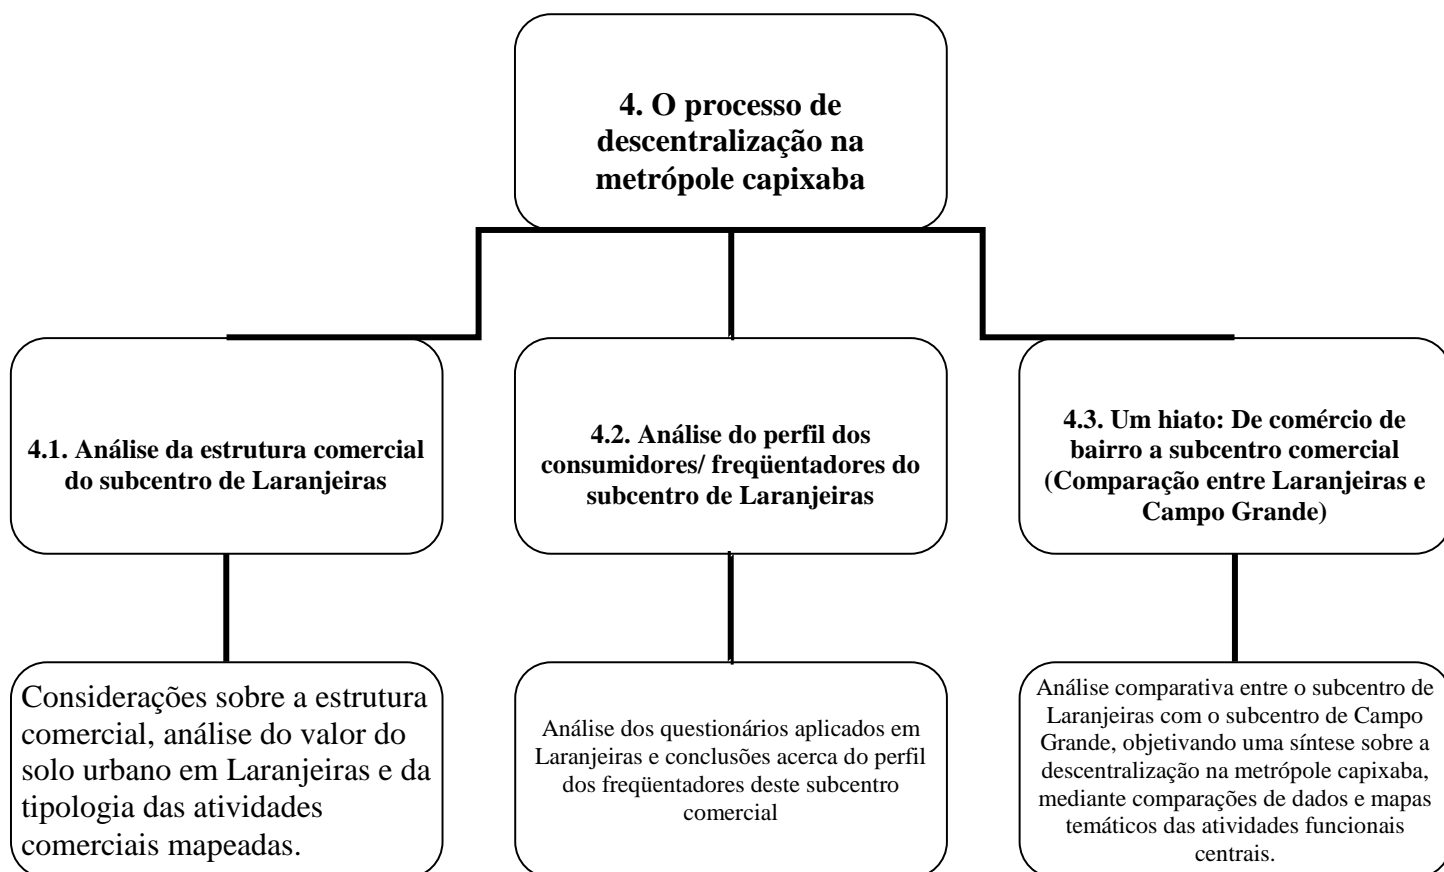 4. O processo de
descentralização na
metrópole capixaba
4.1. Análise da estrutura comercial
do subcentro de Laranjeiras
4.2. Análise do perfil dos
consumidores/ freqüentadores do
subcentro de Laranjeiras
4.3. Um hiato: De comércio de
bairro a subcentro comercial
(Comparação entre Laranjeiras e
Campo Grande)
Considerações sobre a estrutura
comercial, análise do valor do
solo urbano em Laranjeiras e da
tipologia das atividades
comerciais mapeadas.
Análise dos questionários aplicados em
Laranjeiras e conclusões acerca do perfil
dos freqüentadores deste subcentro
comercial
Análise comparativa entre o subcentro de
Laranjeiras com o subcentro de Campo
Grande, objetivando uma síntese sobre a
descentralização na metrópole capixaba,
mediante comparações de dados e mapas
temáticos das atividades funcionais
centrais.